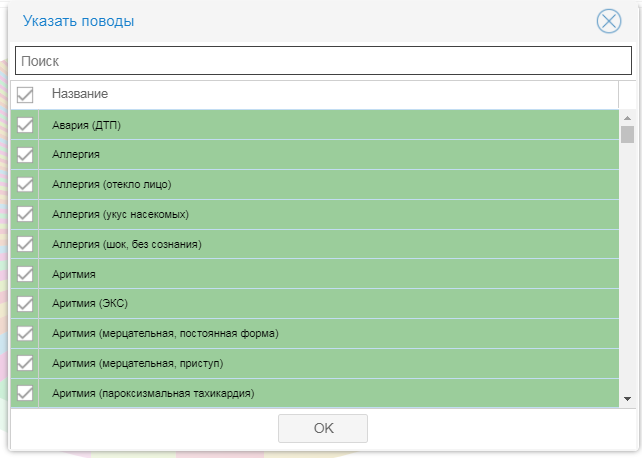 Указать поводы
Поиск
Название
Авария (ДТП)
Аллергия
Аллергия (отекло лицо)
Аллергия (укус насекомых)
Аллергия (шок, без сознания)
Аритмия
Аритмия (ЭКС)
Аритмия (мерцательная, постоянная форма)
Аритмия (мерцательная, приступ)
Аритмия (пароксизмальная тахикардия)
OK